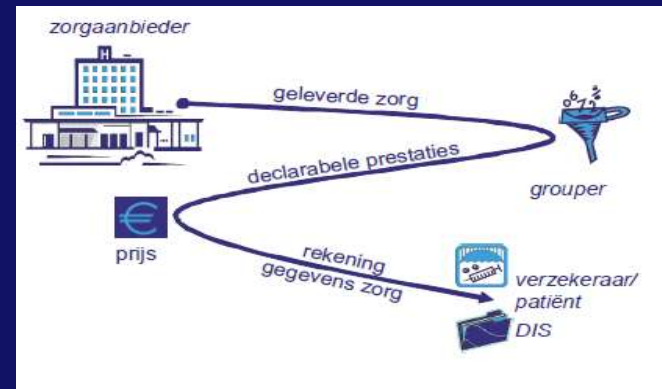 zorgaanbieder
H
geleverde zorg
declarabele prestaties
grouper
€
prijs
rekening
gegevens zorg
verzekeraar/
patiënt
DIS